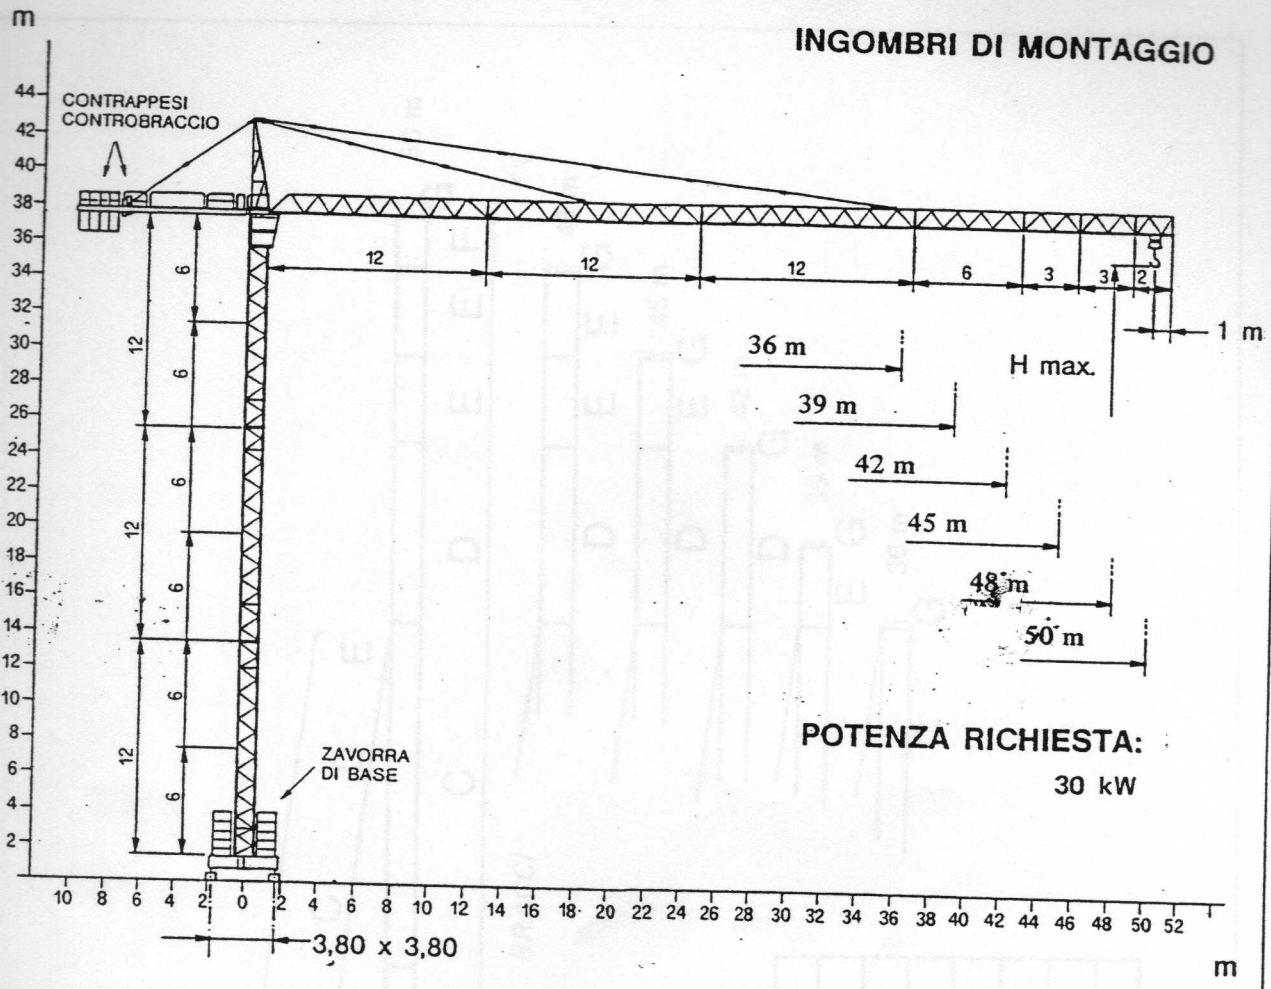 m
INGOMBRI DI MONTAGGIO
CONTRAPPESI
CONTROBRACCIO
44
42
40
38
36
34
32
30
28
26
24
22
20
18
16
14
12
10
8
6
4
2
12
12
12
6
6
6
6
6
6
12
12
12
6
3
3
2
1 m
H max.
36 m
39 m
42 m
45 m
48 m
50 m
POTENZA RICHIESTA:
30 kW
ZAVORRA
DI BASE
10 8 6 4 2 0 2 4 6 8 10 12 14 16 18 20 22 24 26 28 30 32 34 36 38 40 42 44 46 48 50 52
3,80 x 3,80
m